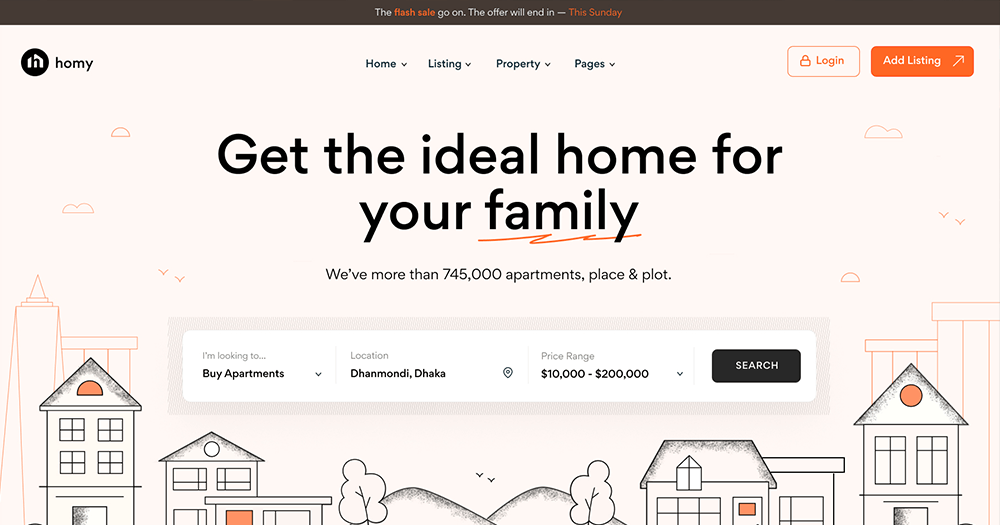 The flash sale go on. The offer will end in — This Sunday
homy
Home
Listing
Property
Pages
Login
Add Listing
Get the ideal home for
your family
We've more than 745,000 apartments, place & plot.
I'm looking to...
Buy Apartments
Location
Dhanmondi, Dhaka
Price Range
$10,000 - $200,000
SEARCH